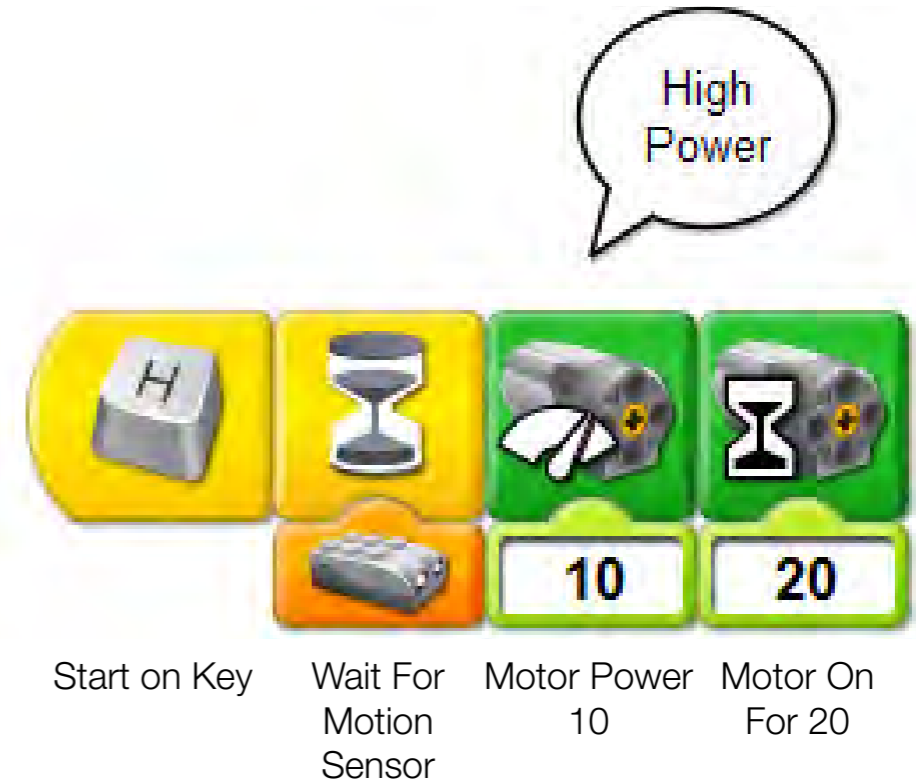 High
Power
H
10 20
Start on Key
Wait For
Motion
Sensor
Motor Power
10
Motor On
For 20